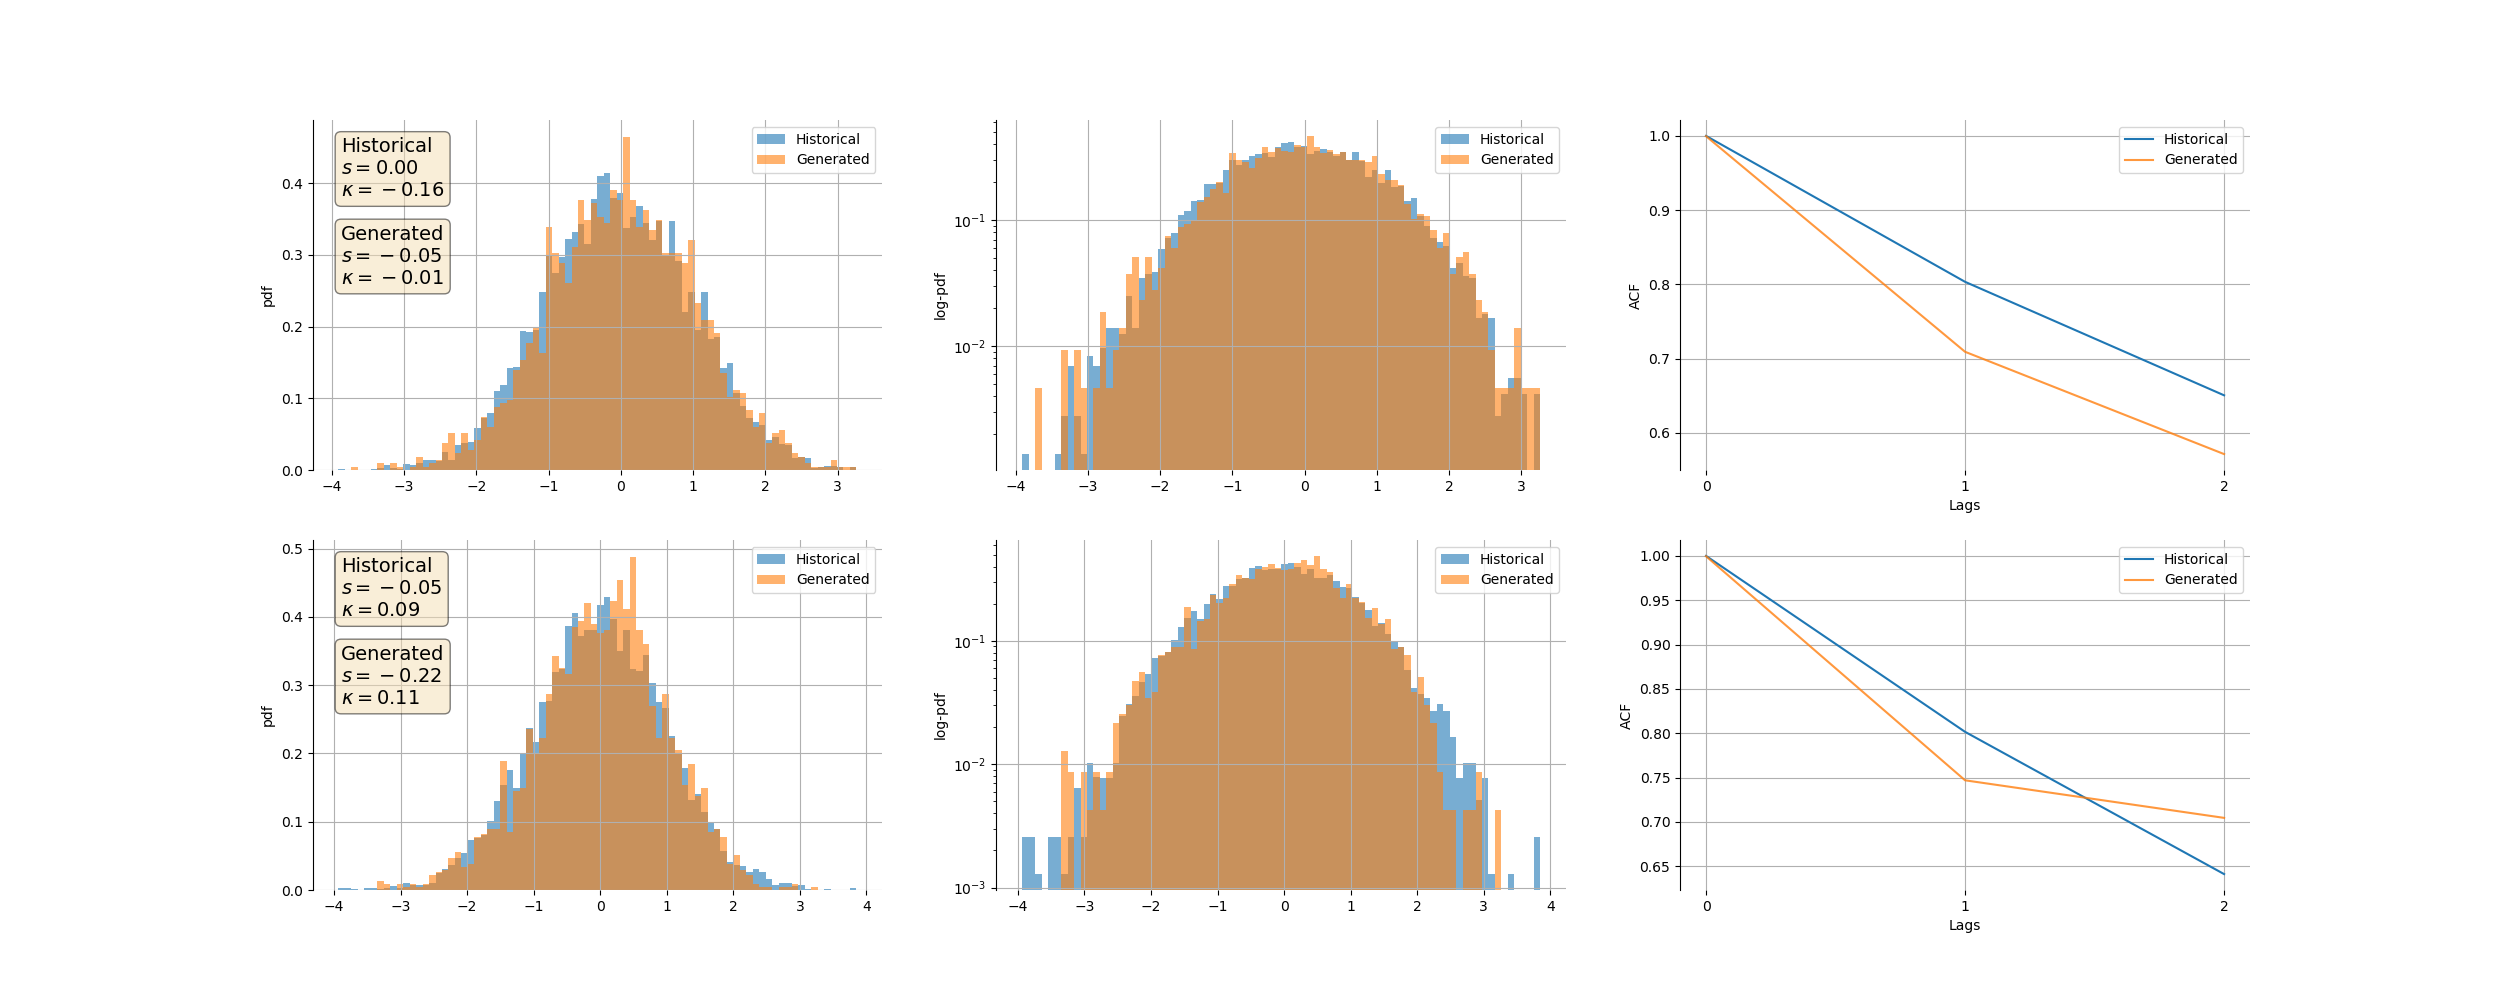 Historical
s = 0.00
κ = −0.16
Generated
s = −0.05
κ = −0.01
Historical
Generated
pdf
0.4
0.3
0.2
0.1
0.0
−4 −3 −2 −1 0 1 2 3
Historical
Generated
log-pdf
10⁻¹
10⁻²
−4 −3 −2 −1 0 1 2 3
Historical
Generated
ACF
1.0
0.9
0.8
0.7
0.6
0 1 2
Lags
Historical
s = −0.05
κ = 0.09
Generated
s = −0.22
κ = 0.11
Historical
Generated
pdf
0.5
0.4
0.3
0.2
0.1
0.0
−4 −3 −2 −1 0 1 2 3 4
Historical
Generated
log-pdf
10⁻¹
10⁻²
10⁻³
−4 −3 −2 −1 0 1 2 3 4
Historical
Generated
ACF
1.00
0.95
0.90
0.85
0.80
0.75
0.70
0.65
0 1 2
Lags